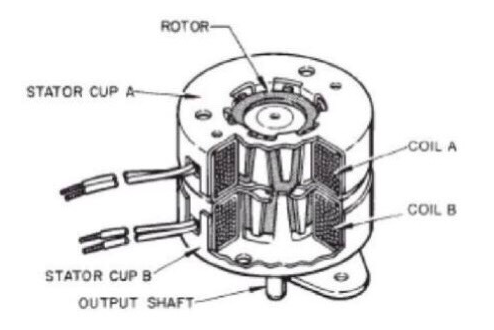 ROTOR
STATOR CUP A
COIL A
COIL B
STATOR CUP B
OUTPUT SHAFT